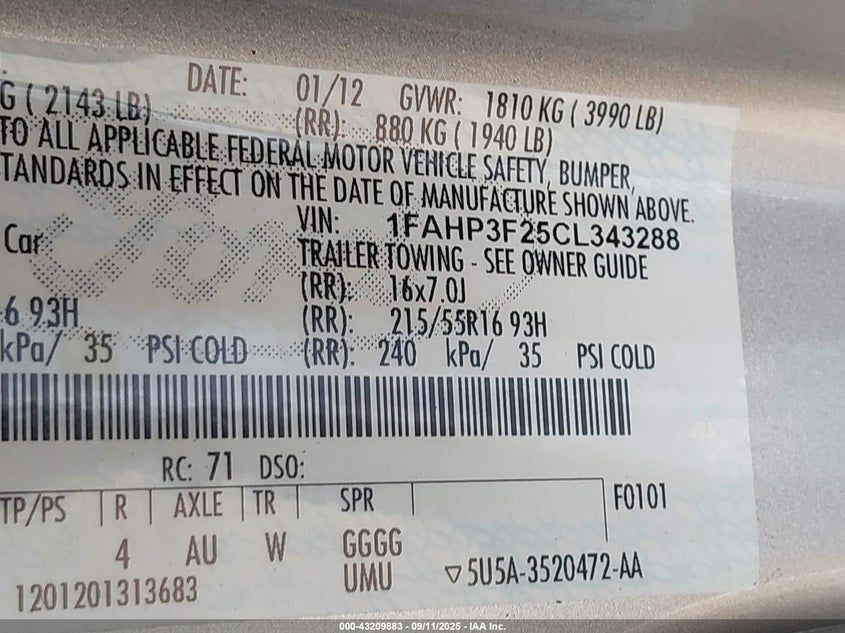 DATE: 01/12 GVWR: 1810 KG ( 3990 LB)
G ( 2143 LB) (RR): 880 KG ( 1940 LB)
TO ALL APPLICABLE FEDERAL MOTOR VEHICLE SAFETY, BUMPER,
TANDARDS IN EFFECT ON THE DATE OF MANUFACTURE SHOWN ABOVE.
VIN: 1FAHP3F25CL343288
Car TRAILER TOWING - SEE OWNER GUIDE
(RR): 16x7.0J
6 93H (RR): 215/55R16 93H
kPa/ 35 PSI COLD (RR): 240 kPa/ 35 PSI COLD
RC: 71 DSO:
TP/PS R AXLE TR SPR F0101
4 AU W GGGG
UMU ▽5U5A-3520472-AA
1201201313683
000-43209883 - 09/11/2025 - IAA Inc.